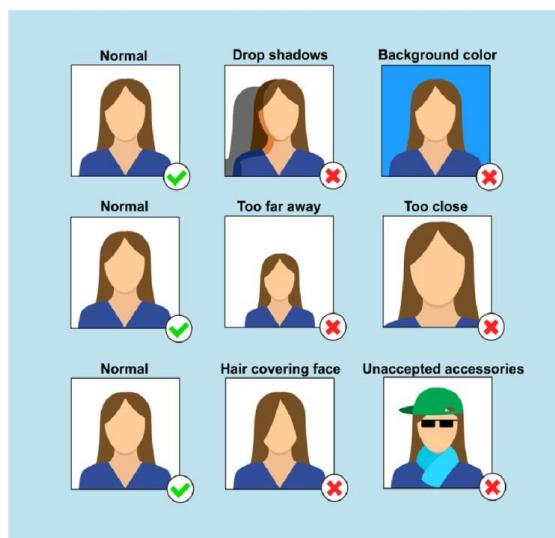 Normal
Drop shadows
Background color
Normal
Too far away
Too close
Normal
Hair covering face
Unaccepted accessories